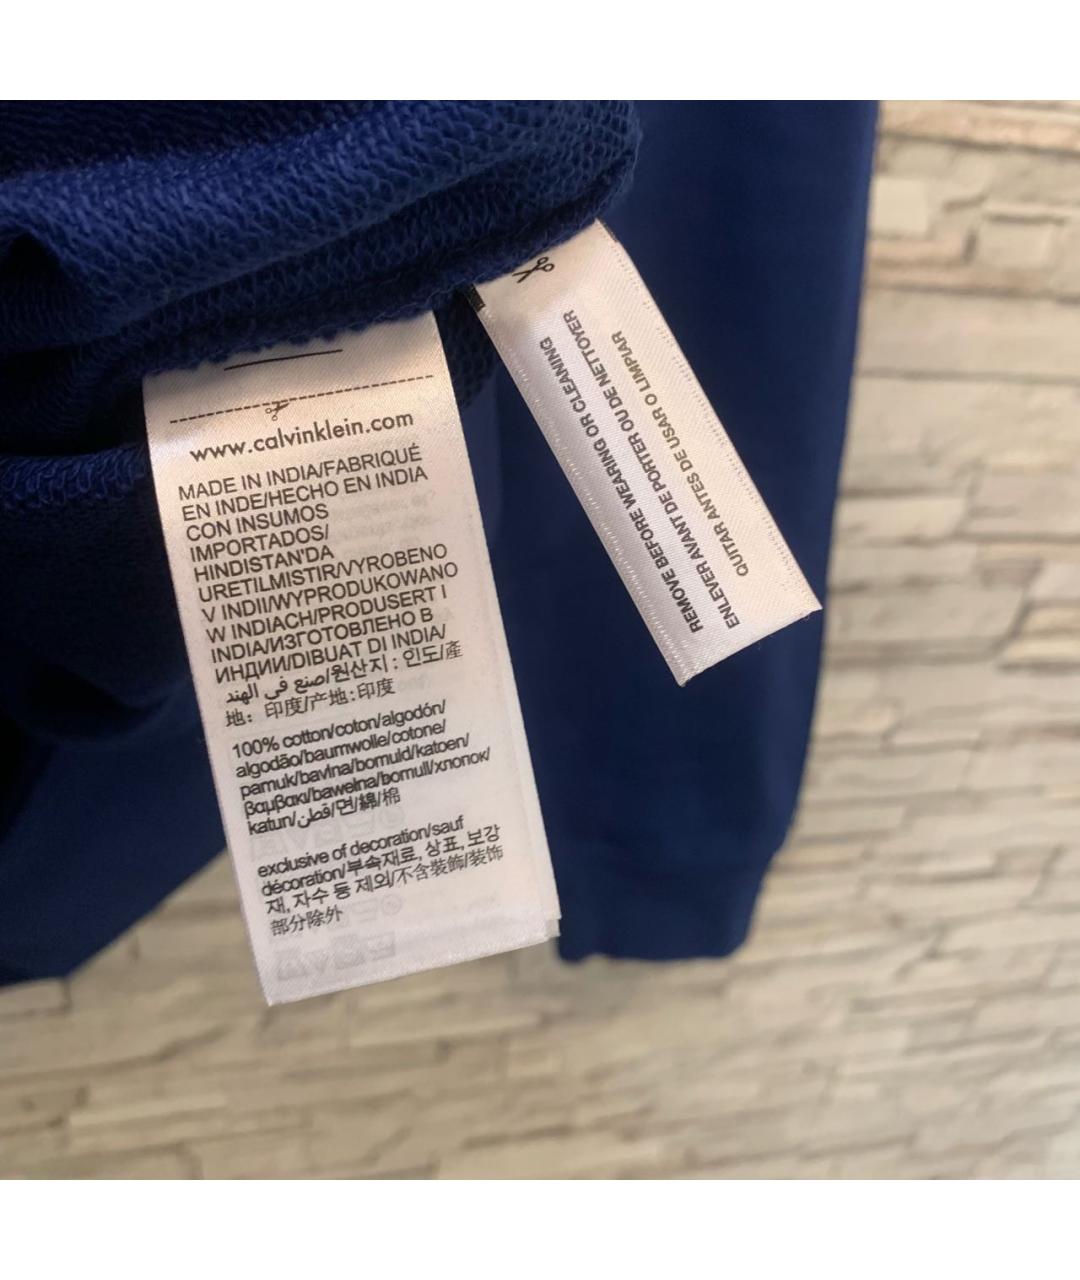 www.calvinklein.com
MADE IN INDIA/FABRIQUÉ
EN INDE/HECHO EN INDIA
CON INSUMOS
IMPORTADOS/
HINDISTAN'DA
URETILMISTIR/VYROBENO
V INDII/WYPRODUKOWANO
W INDIACH/PRODUSERT I
INDIA/ИЗГОТОВЛЕНО В
ИНДИИ/DIBUAT DI INDIA/
صنع في الهند/원산지 : 인도/產
地: 印度/产地:印度
100% cotton/coton/algodón/
algodão/baumwolle/cotone/
pamuk/bavlna/bomuld/katoen/
βαμβακι/bawełna/bomull/хлопок/
katun/قطن/면/綿/棉
exclusive of decoration/sauf
décoration/부속재료, 상표, 보강
재, 자수 등 제외/不含裝飾/装饰
部分除外
REMOVE BEFORE WEARING OR CLEANING
ENLEVER AVANT DE PORTER OU DE NETTOYER
QUITAR ANTES DE USAR O LIMPIAR